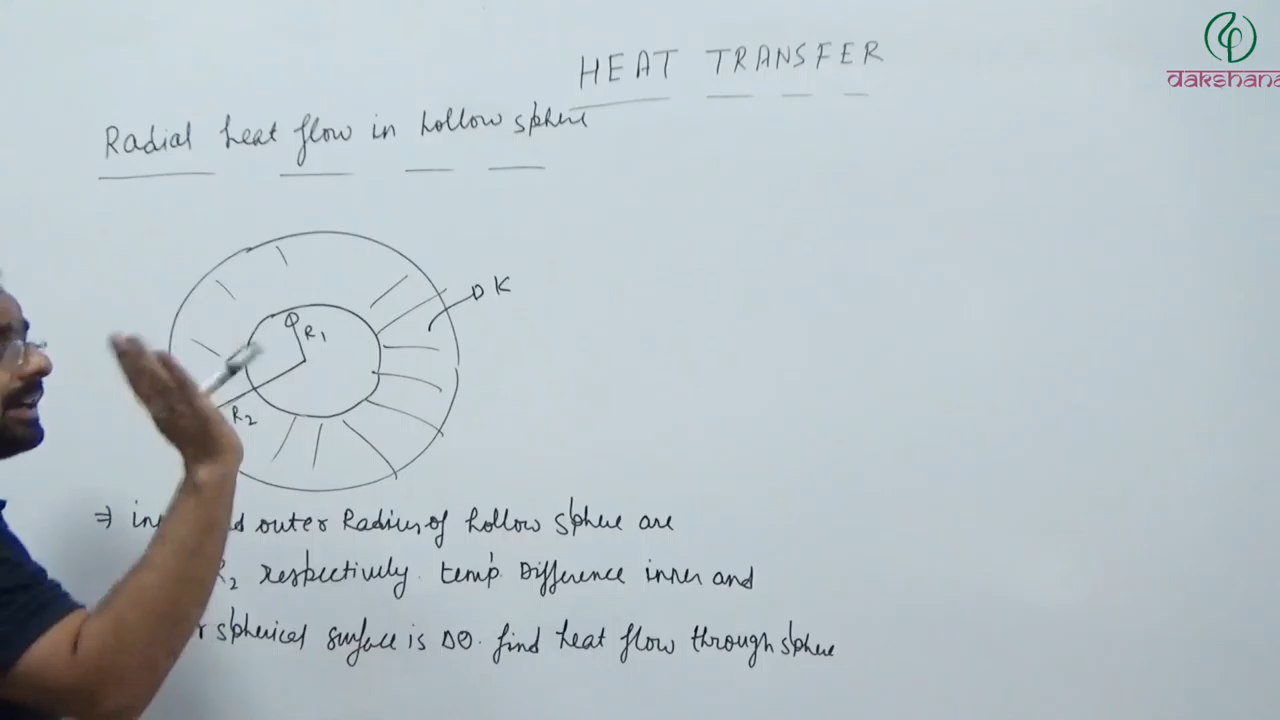 HEAT TRANSFER
dakshana
Radial heat flow in hollow sphere
K
R1
R2
⇒ outer Radius of hollow sphere are
R2 respectively. temp. Difference inner and
spherical surface is Δθ. find heat flow through sphere